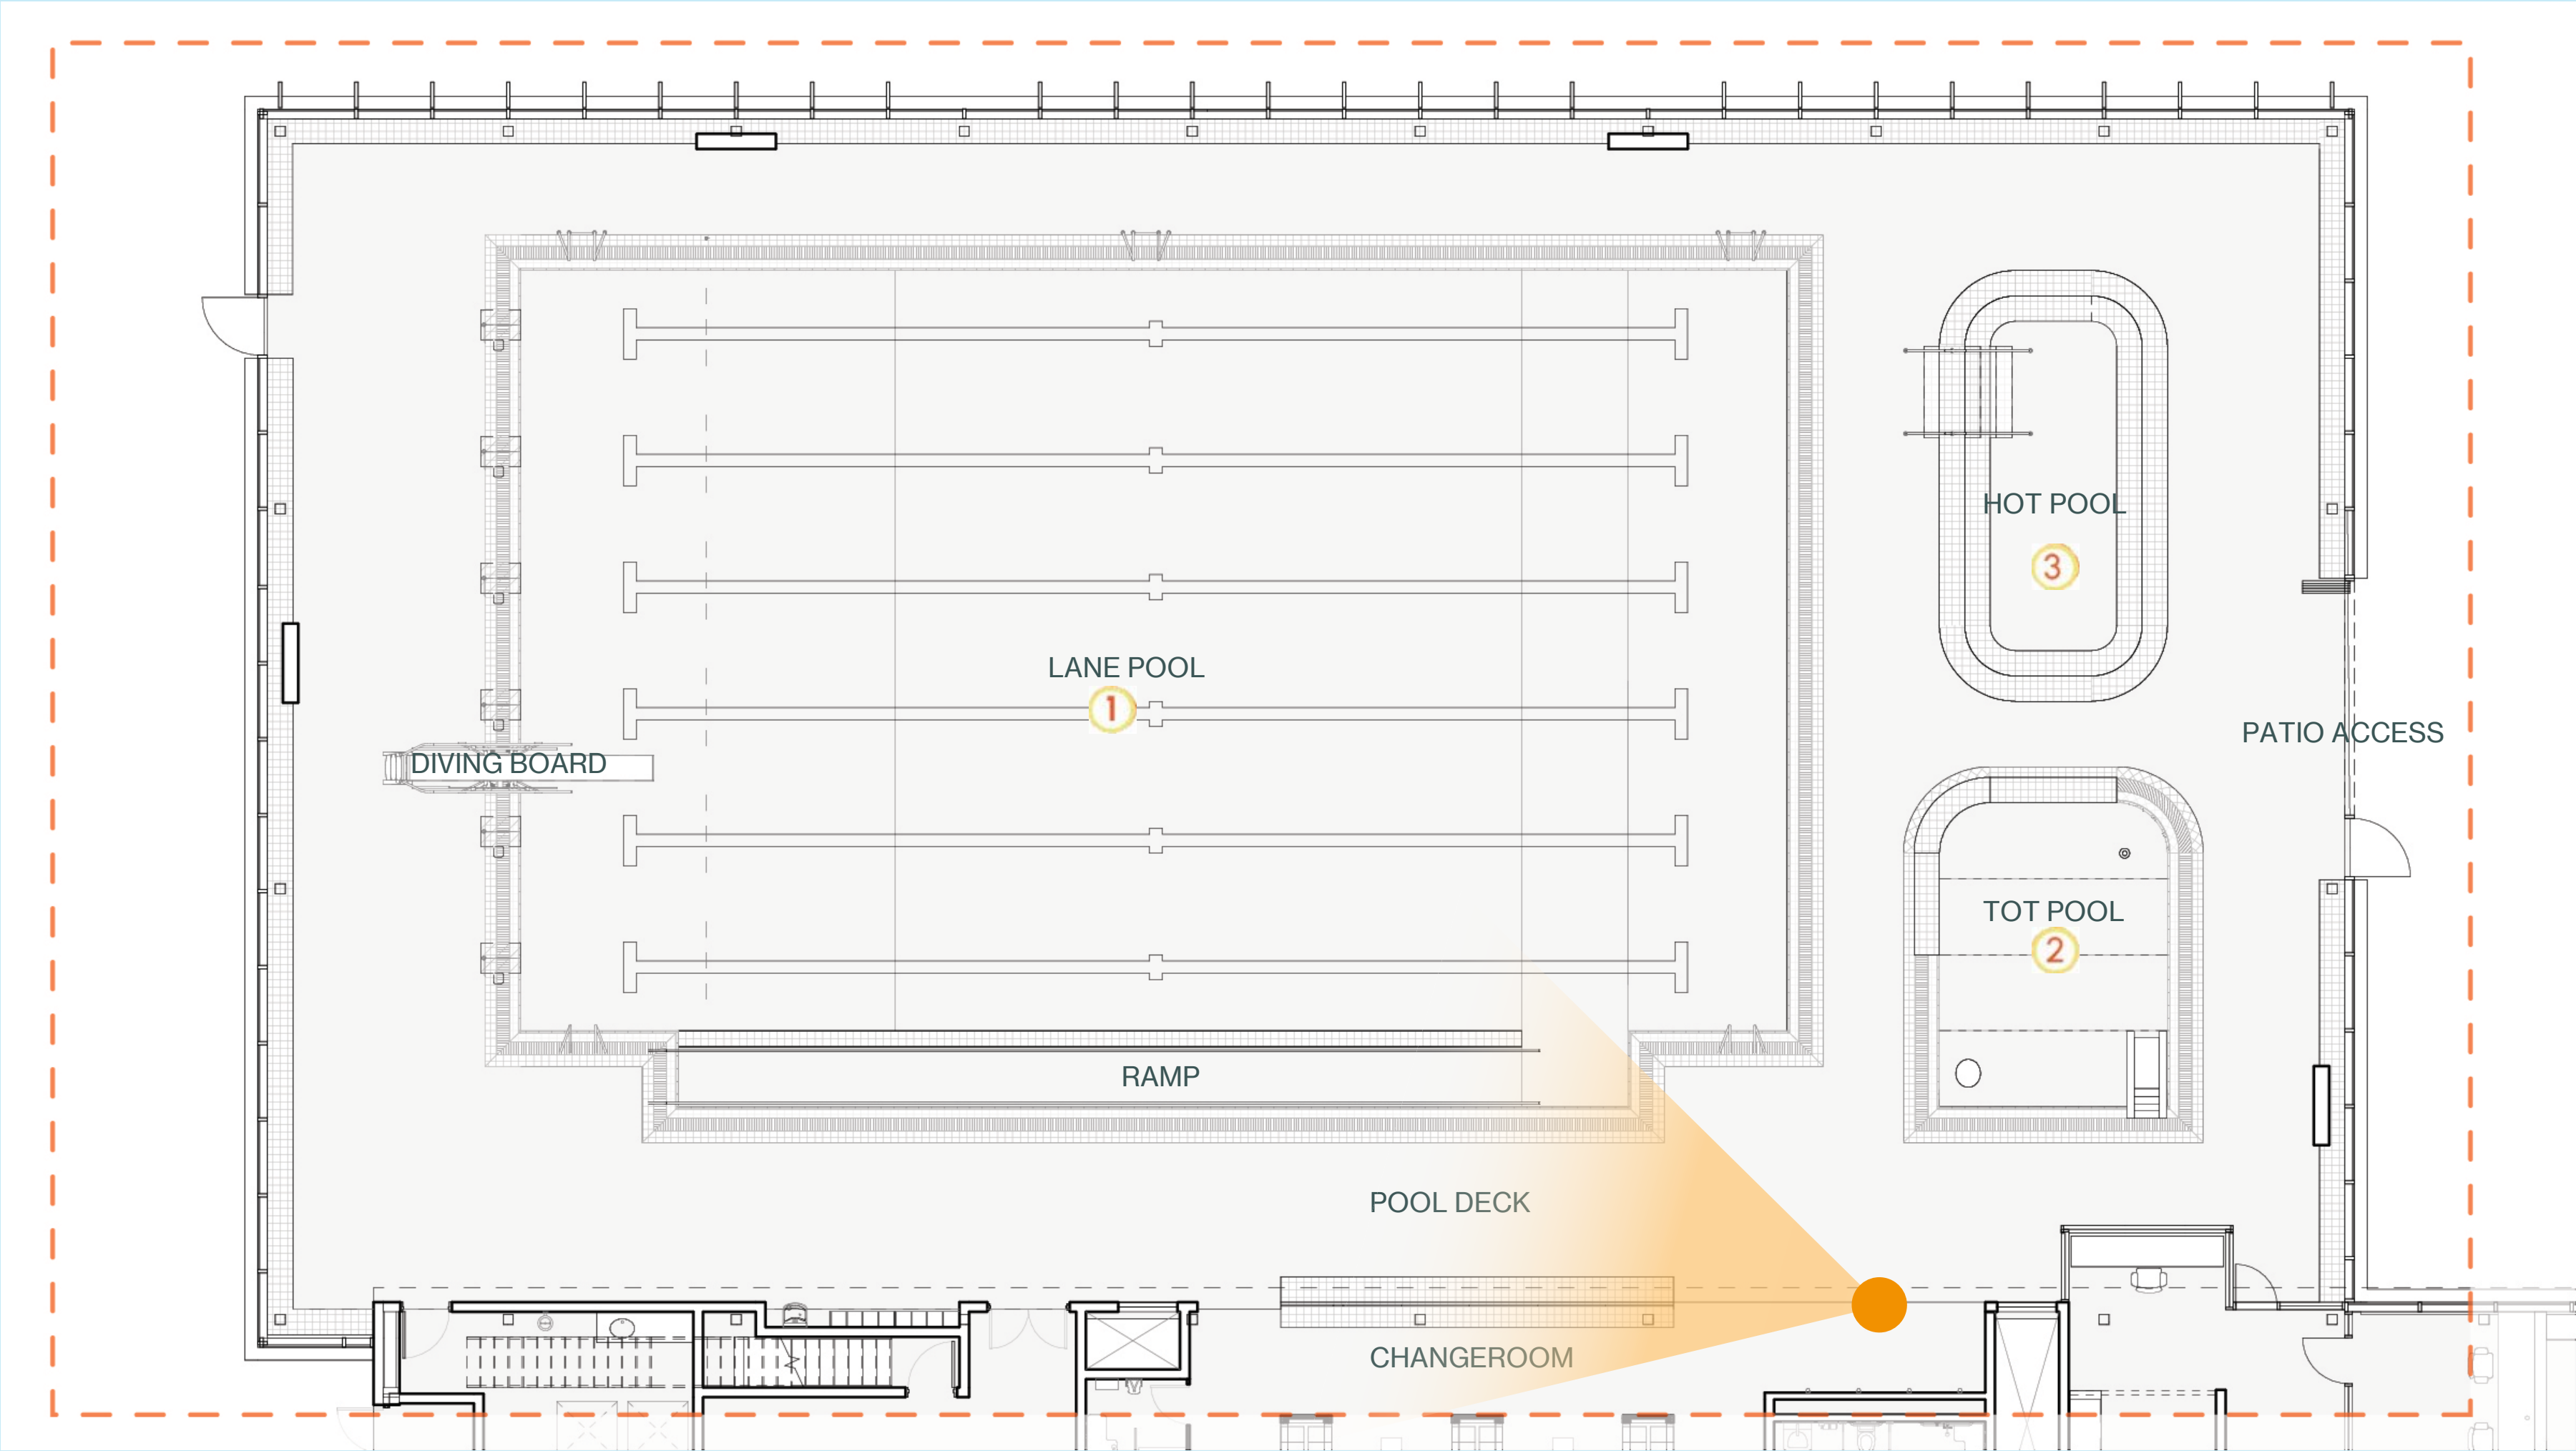 HOT POOL
3
LANE POOL
1
PATIO ACCESS
DIVING BOARD
TOT POOL
2
RAMP
POOL DECK
CHANGEROOM